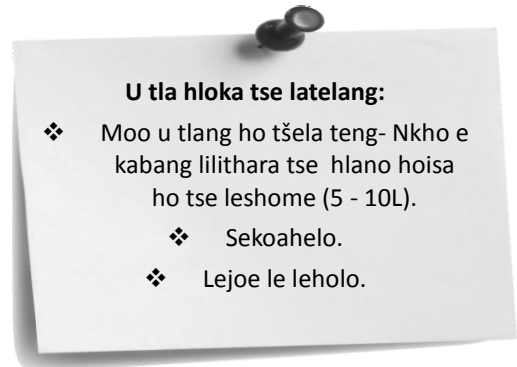 U tla hloka tse latelang:
❖ Moo u tlang ho tšela teng- Nkho e
kabang lilithara tse hlano hoisa
ho tse leshome (5 - 10L).
❖ Sekoahelo.
❖ Lejoe le leholo.